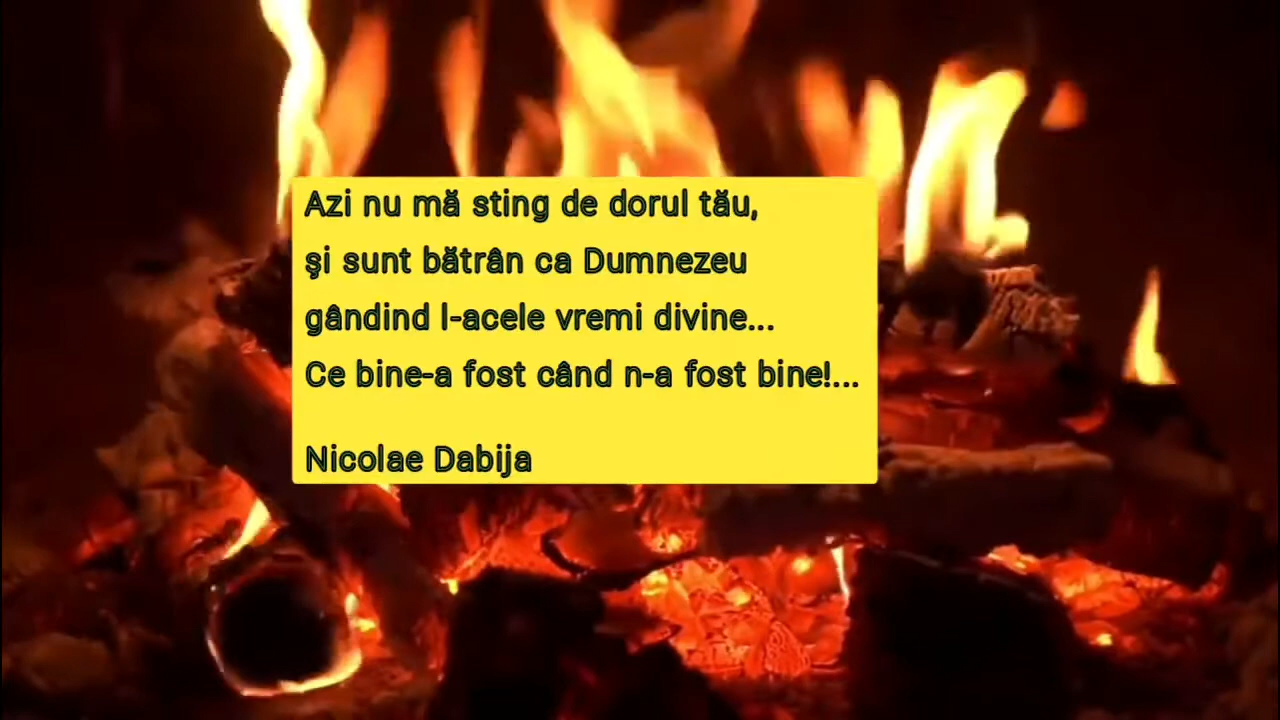 Azi nu mă sting de dorul tău,
şi sunt bătrân ca Dumnezeu
gândind l-acele vremi divine...
Ce bine-a fost când n-a fost bine!...
Nicolae Dabija